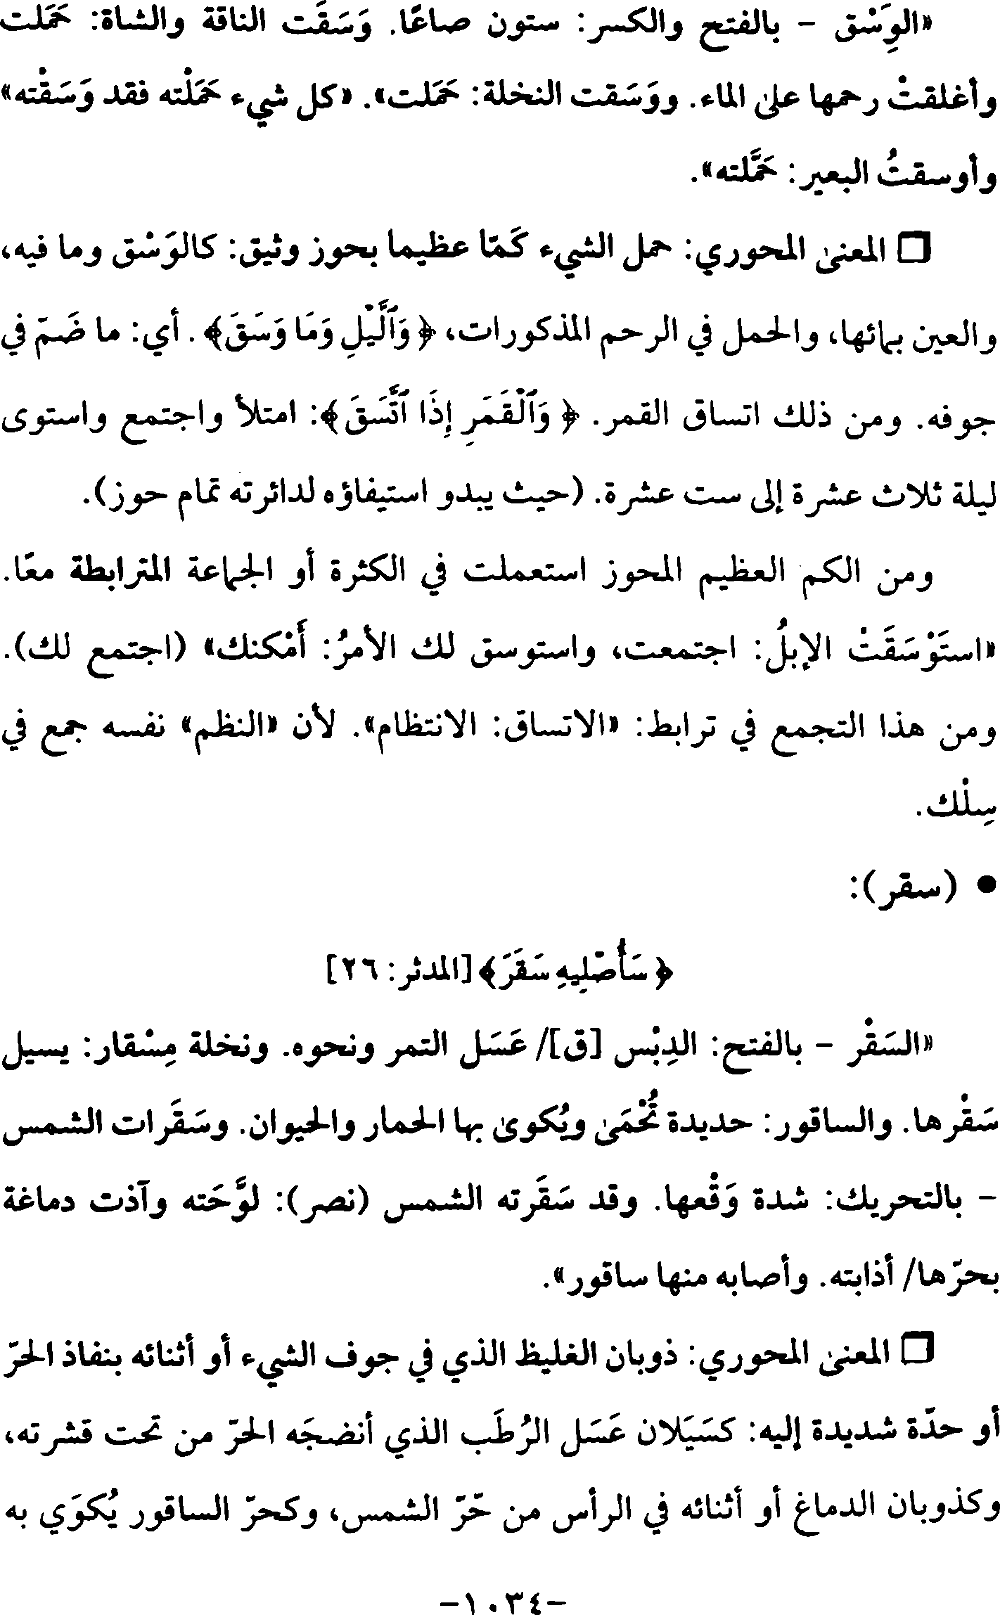 «الوِسَْق – بالفتح والكسر: ستون صاعًا. وَسَقَت الناقة والشاة: حَمَلت
وأغلقتْ رحمها على الماء. ووَسَقت النخلة: حَمَلت». «كل شيء حَمَلْته فقد وَسَقْته»
وأوسقتُ البعير: حَمَّلته».
❒ المعنى المحوري: حمل الشيء كَمًّا عظيما بحوز وثيق: كالوَسْق وما فيه،
والعين بمائها، والحمل في الرحم المذكورات، ﴿وَٱلَّيْلِ وَمَا وَسَقَ﴾. أي: ما ضَمّ في
جوفه. ومن ذلك اتساق القمر. ﴿وَٱلْقَمَرِ إِذَا ٱتَّسَقَ﴾: امتلأ واجتمع واستوى
ليلة ثلاث عشرة إلى ست عشرة. (حيث يبدو استيفاؤه لدائرته تمام حوز).
ومن الكم العظيم المحوز استعملت في الكثرة أو الجماعة المترابطة معًا.
«استَوْسَقَتْ الإبلُ: اجتمعت، واستوسق لك الأمرُ: أَمْكنك» (اجتمع لك).
ومن هذا التجمع في ترابط: «الاتساق: الانتظام». لأن «النظم» نفسه جمع في
سِلْك.
• (سقر):
﴿سَأُصْلِيهِ سَقَرَ﴾ [المدثر: ٢٦]
«السَقْر – بالفتح: الدِبْس [ق]/ عَسَل التمر ونحوه. ونخلة مِسْقار: يسيل
سَقْرها. والساقور: حديدة تُحْمَى ويُكوى بها الحمار والحيوان. وسَقَرات الشمس
– بالتحريك: شدة وَقْعها. وقد سَقَرته الشمس (نصر): لوَّحَته وآذت دماغة
بحرّها/ أذابته. وأصابه منها ساقور».
❒ المعنى المحوري: ذوبان الغليظ الذي في جوف الشيء أو أثنائه بنفاذ الحرّ
أو حدّة شديدة إليه: كسَيَلان عَسَل الرُطَب الذي أنضجَه الحرّ من تحت قشرته،
وكذوبان الدماغ أو أثنائه في الرأس من حَرّ الشمس، وكحرّ الساقور يُكوَي به
-١٠٣٤-